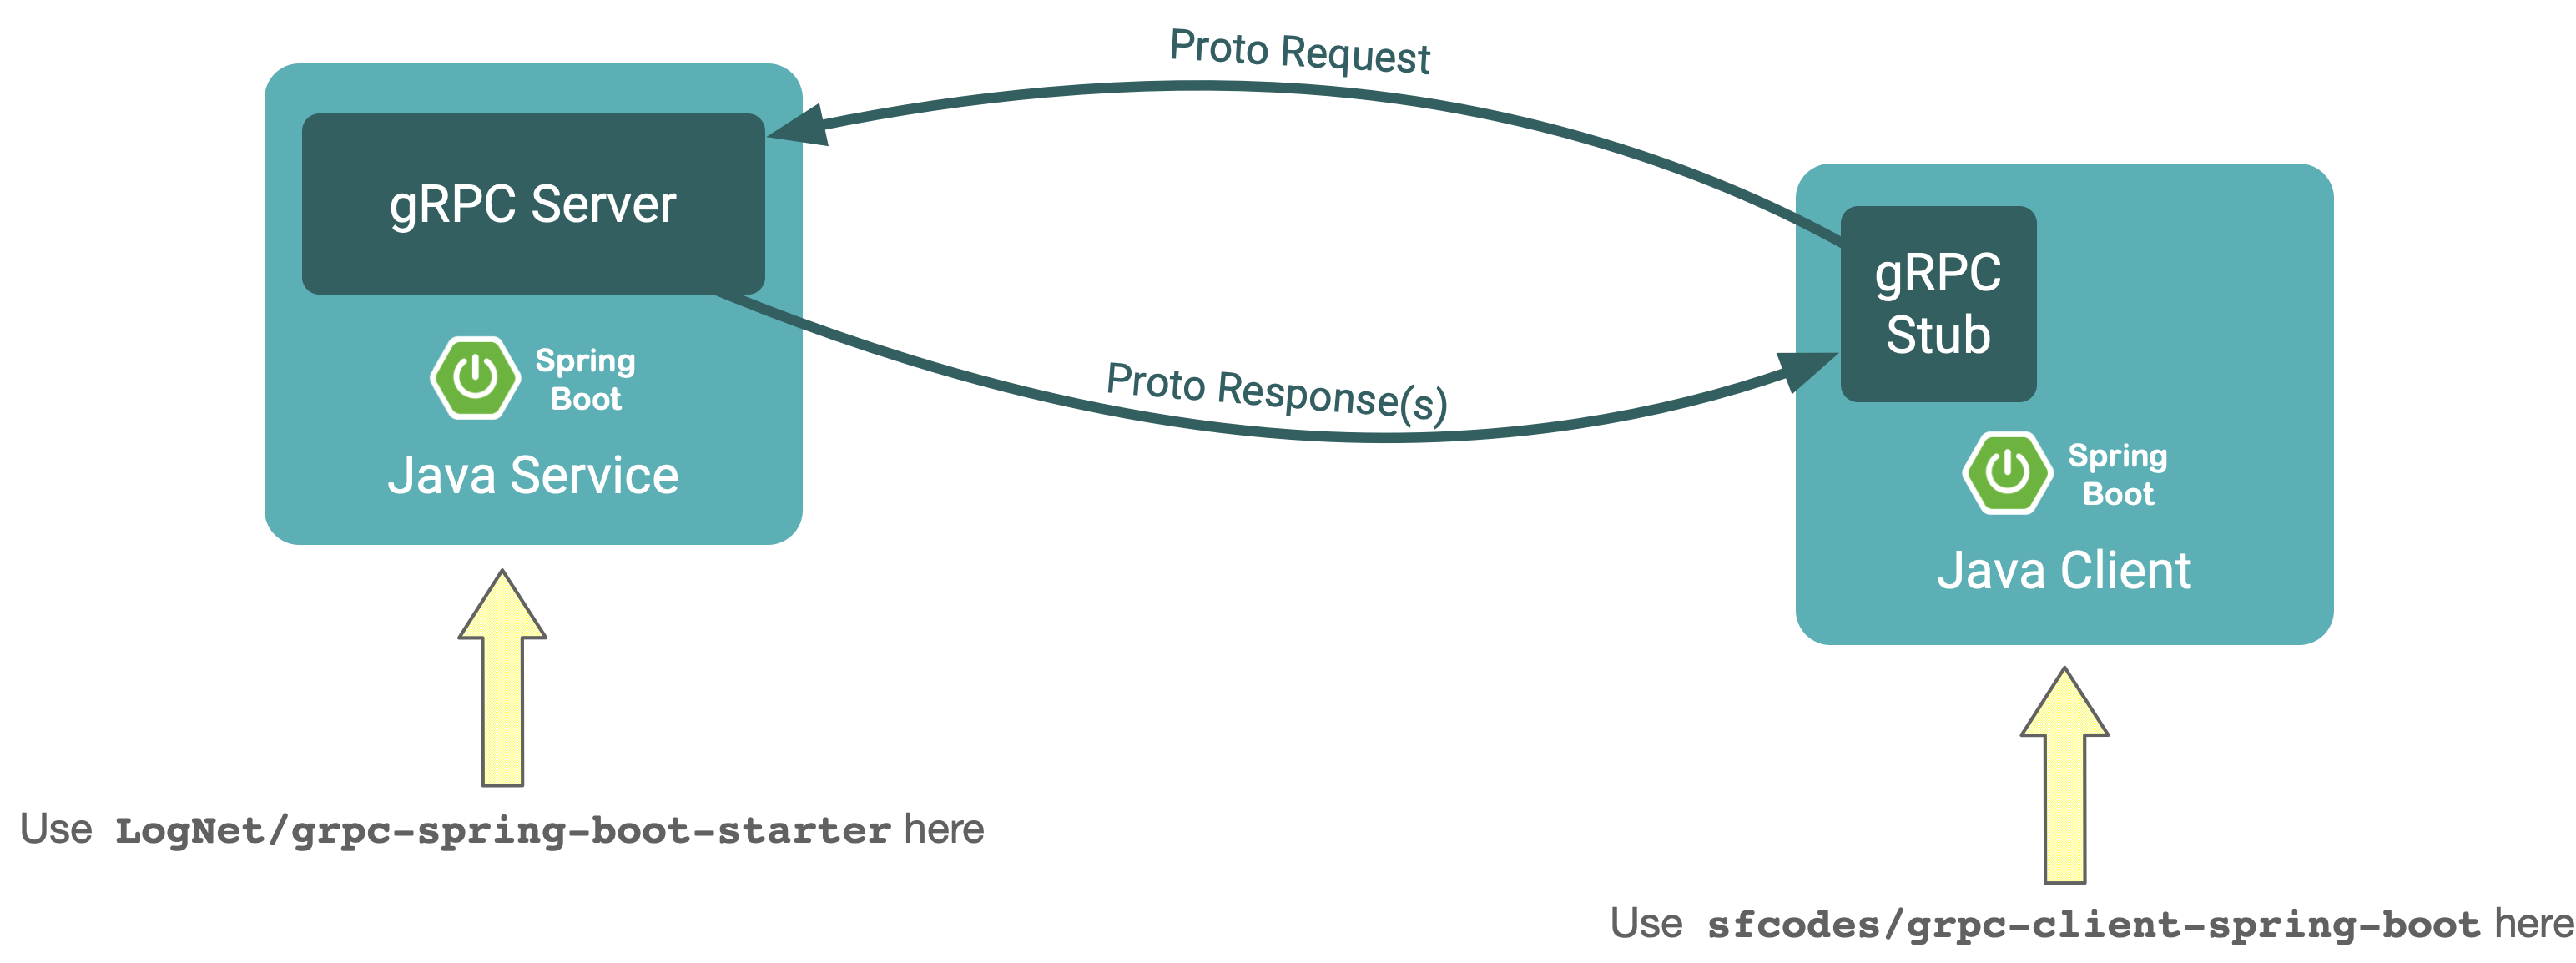 Proto Request
gRPC Server
Spring
Boot
Java Service
Proto Response(s)
gRPC
Stub
Spring
Boot
Java Client
Use LogNet/grpc-spring-boot-starter here
Use sfcodes/grpc-client-spring-boot here